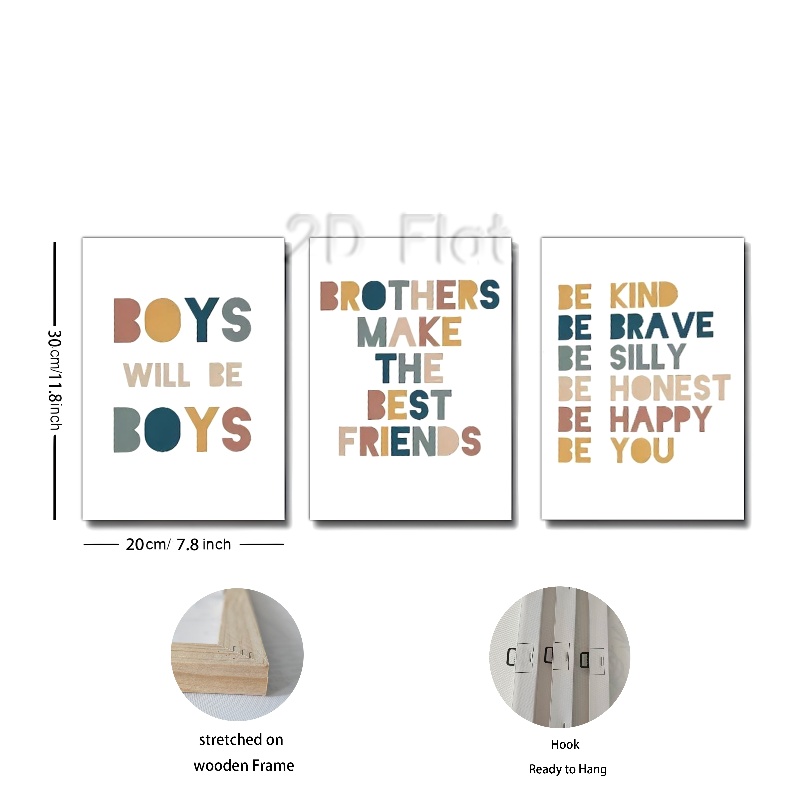 2D Flat
BOYS
WILL BE
BOYS
BROTHERS
MAKE
THE
BEST
FRIENDS
BE KIND
BE BRAVE
BE SILLY
BE HONEST
BE HAPPY
BE YOU
30cm/11.8inch
20cm/ 7.8 inch
stretched on
wooden Frame
Hook
Ready to Hang